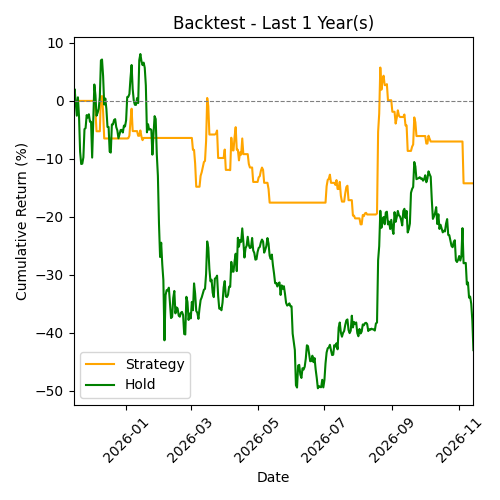 Backtest - Last 1 Year(s)
Cumulative Return (%)
10
0
−10
−20
−30
−40
−50
Strategy
Hold
2026-01
2026-03
2026-05
2026-07
2026-09
2026-11
Date